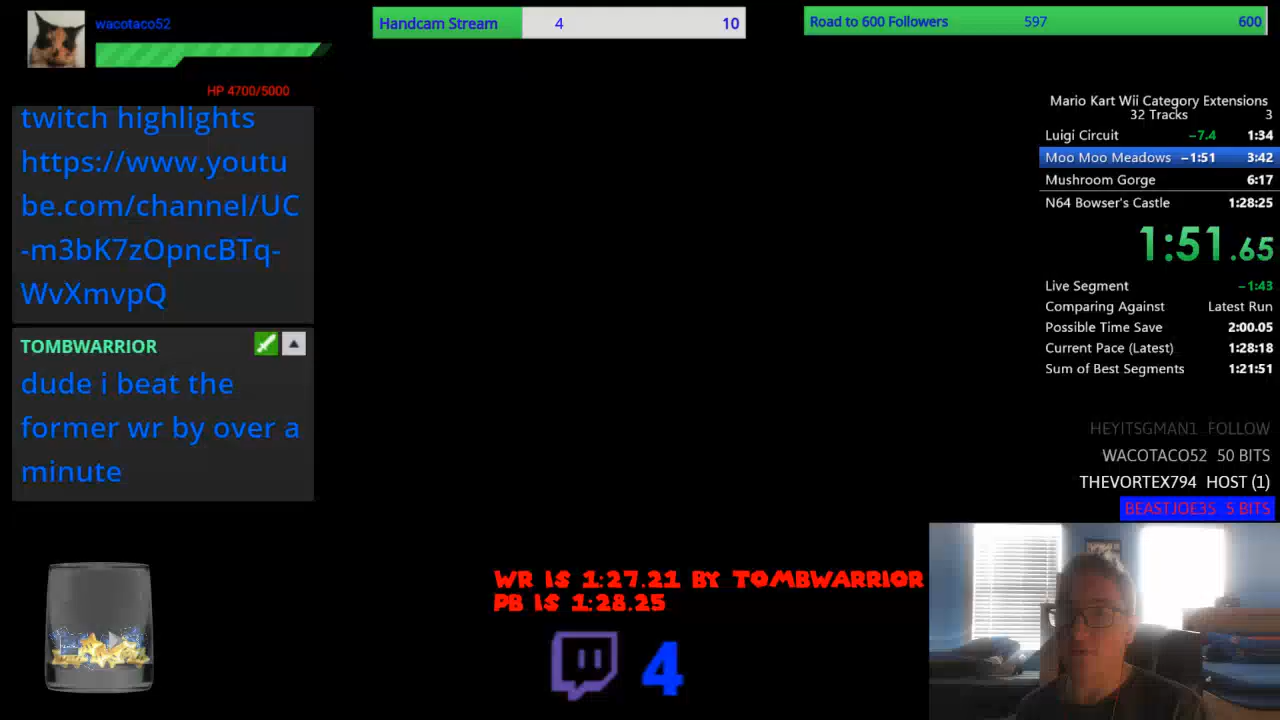 wacotaco52
HP 4700/5000
Handcam Stream 4 10
Road to 600 Followers 597 600
twitch highlights
https://www.youtu
be.com/channel/UC
-m3bK7zOpncBTq-
WvXmvpQ
TOMBWARRIOR
dude i beat the
former wr by over a
minute
Mario Kart Wii Category Extensions
32 Tracks 3
Luigi Circuit −7.4 1:34
Moo Moo Meadows −1:51 3:42
Mushroom Gorge 6:17
N64 Bowser's Castle 1:28:25
1:51.65
Live Segment −1:43
Comparing Against Latest Run
Possible Time Save 2:00.05
Current Pace (Latest) 1:28:18
Sum of Best Segments 1:21:51
HEYITSGMAN1 FOLLOW
WACOTACO52 50 BITS
THEVORTEX794 HOST (1)
BEASTJOE35 5 BITS
WR IS 1:27.21 BY TOMBWARRIOR
PB IS 1:28.25
4